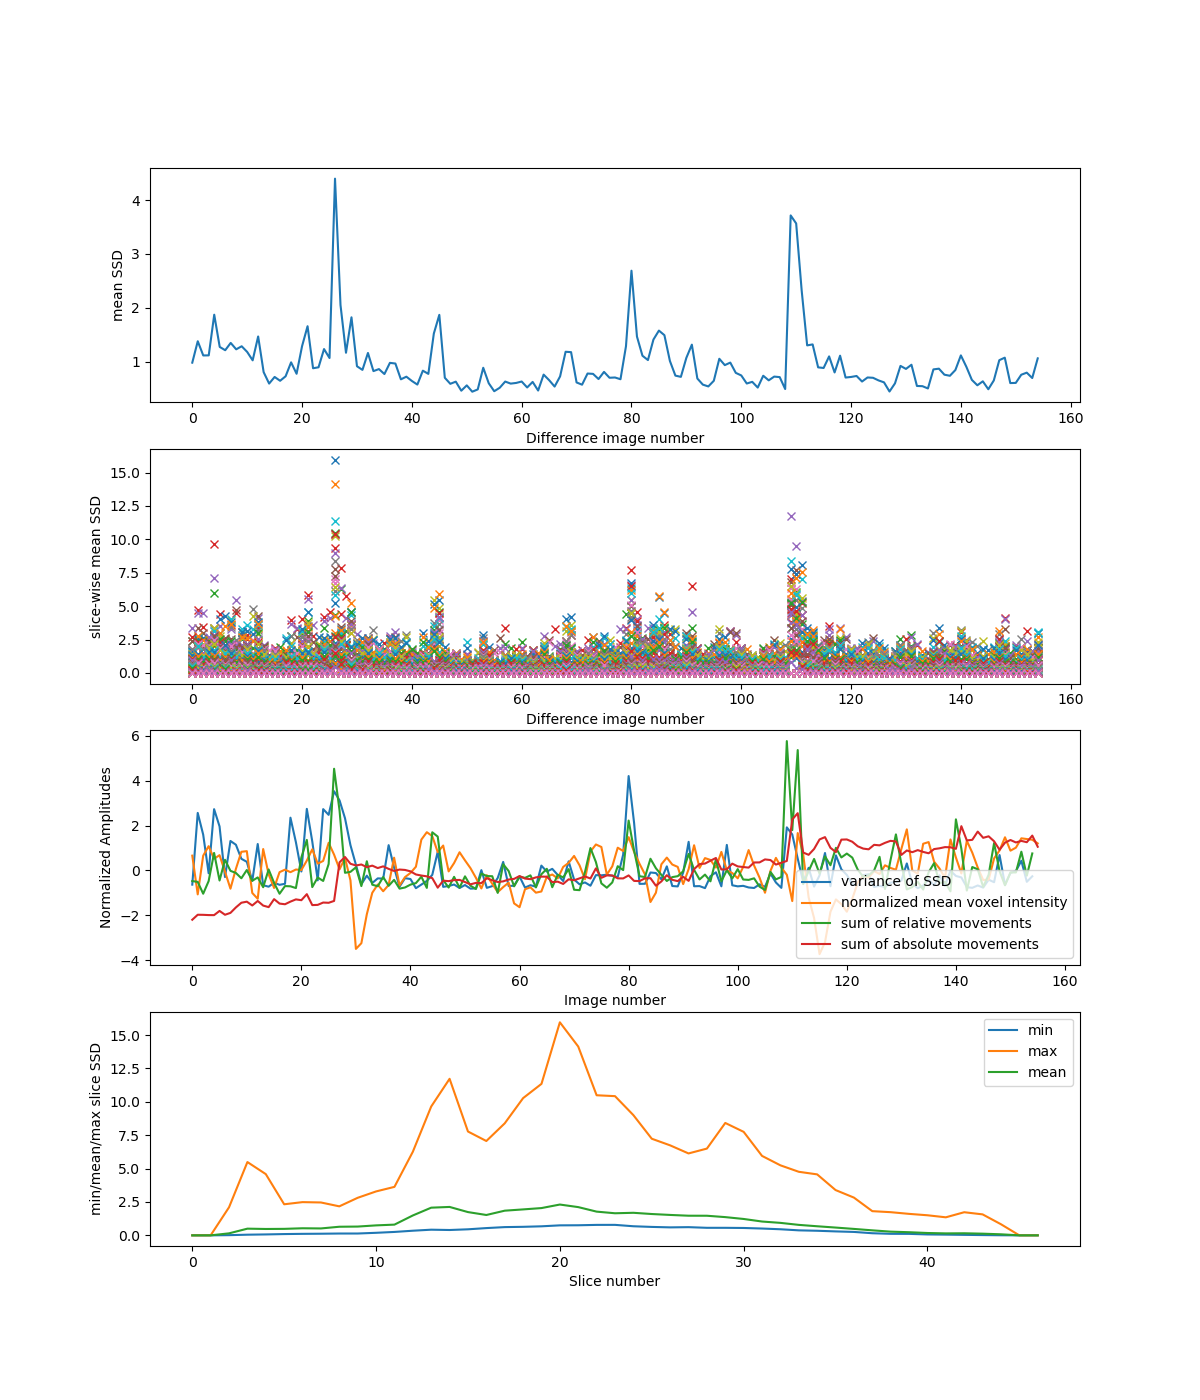 4
3
2
1
mean SSD
0 20 40 60 80 100 120 140 160
Difference image number
15.0
12.5
10.0
7.5
5.0
2.5
0.0
slice-wise mean SSD
0 20 40 60 80 100 120 140 160
Difference image number
6
4
2
0
−2
−4
Normalized Amplitudes
variance of SSD
normalized mean voxel intensity
sum of relative movements
sum of absolute movements
0 20 40 60 80 100 120 140 160
Image number
15.0
12.5
10.0
7.5
5.0
2.5
0.0
min/mean/max slice SSD
min
max
mean
0 10 20 30 40
Slice number